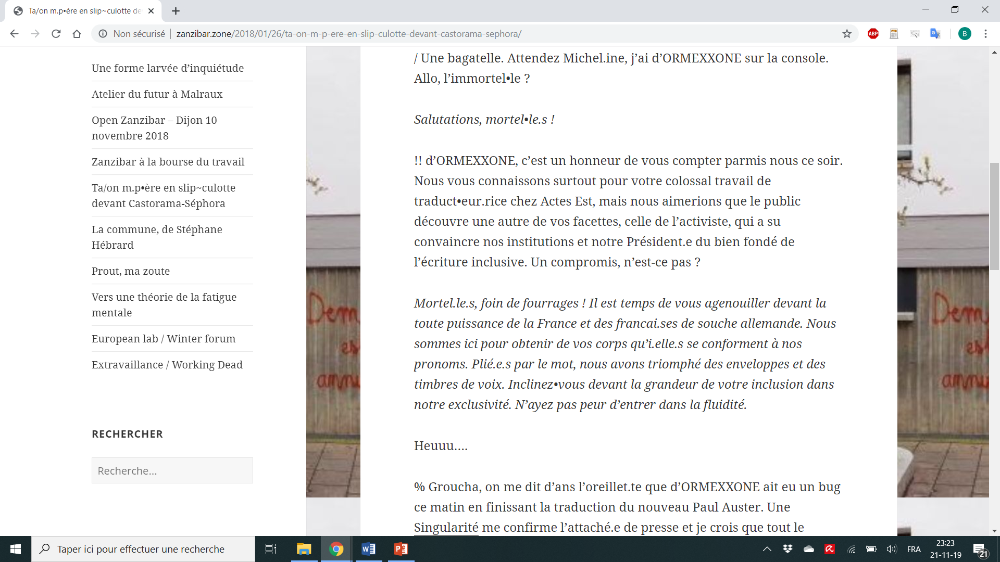 Ta/on m.p•ère en slip~culotte de
Non sécurisé
zanzibar.zone/2018/01/26/ta-on-m-p-ere-en-slip-culotte-devant-castorama-sephora/
ABP
B
Une forme larvée d’inquiétude
Atelier du futur à Malraux
Open Zanzibar – Dijon 10
novembre 2018
Zanzibar à la bourse du travail
Ta/on m.p•ère en slip~culotte
devant Castorama-Séphora
La commune, de Stéphane
Hébrard
Prout, ma zoute
Vers une théorie de la fatigue
mentale
European lab / Winter forum
Extravaillance / Working Dead
RECHERCHER
Recherche...
/ Une bagatelle. Attendez Michel.ine, j’ai d’ORMEXXONE sur la console.
Allo, l’immortel•le ?
Salutations, mortel•le.s !
!! d’ORMEXXONE, c’est un honneur de vous compter parmis nous ce soir.
Nous vous connaissons surtout pour votre colossal travail de
traduct•eur.rice chez Actes Est, mais nous aimerions que le public
découvre une autre de vos facettes, celle de l’activiste, qui a su
convaincre nos institutions et notre Président.e du bien fondé de
l’écriture inclusive. Un compromis, n’est-ce pas ?
Mortel.le.s, foin de fourrages ! Il est temps de vous agenouiller devant la
toute puissance de la France et des francai.ses de souche allemande. Nous
sommes ici pour obtenir de vos corps qu’i.elle.s se conforment à nos
pronoms. Plié.e.s par le mot, nous avons triomphé des enveloppes et des
timbres de voix. Inclinez•vous devant la grandeur de votre inclusion dans
notre exclusivité. N’ayez pas peur d’entrer dans la fluidité.
Heuuu….
% Groucha, on me dit d’ans l’oreillet.te que d’ORMEXXONE ait eu un bug
ce matin en finissant la traduction du nouveau Paul Auster. Une
Singularité me confirme l’attaché.e de presse et je crois que tout le
Dem
es
annu
Dem
es
annu
Taper ici pour effectuer une recherche
FRA
23:23
21-11-19
21